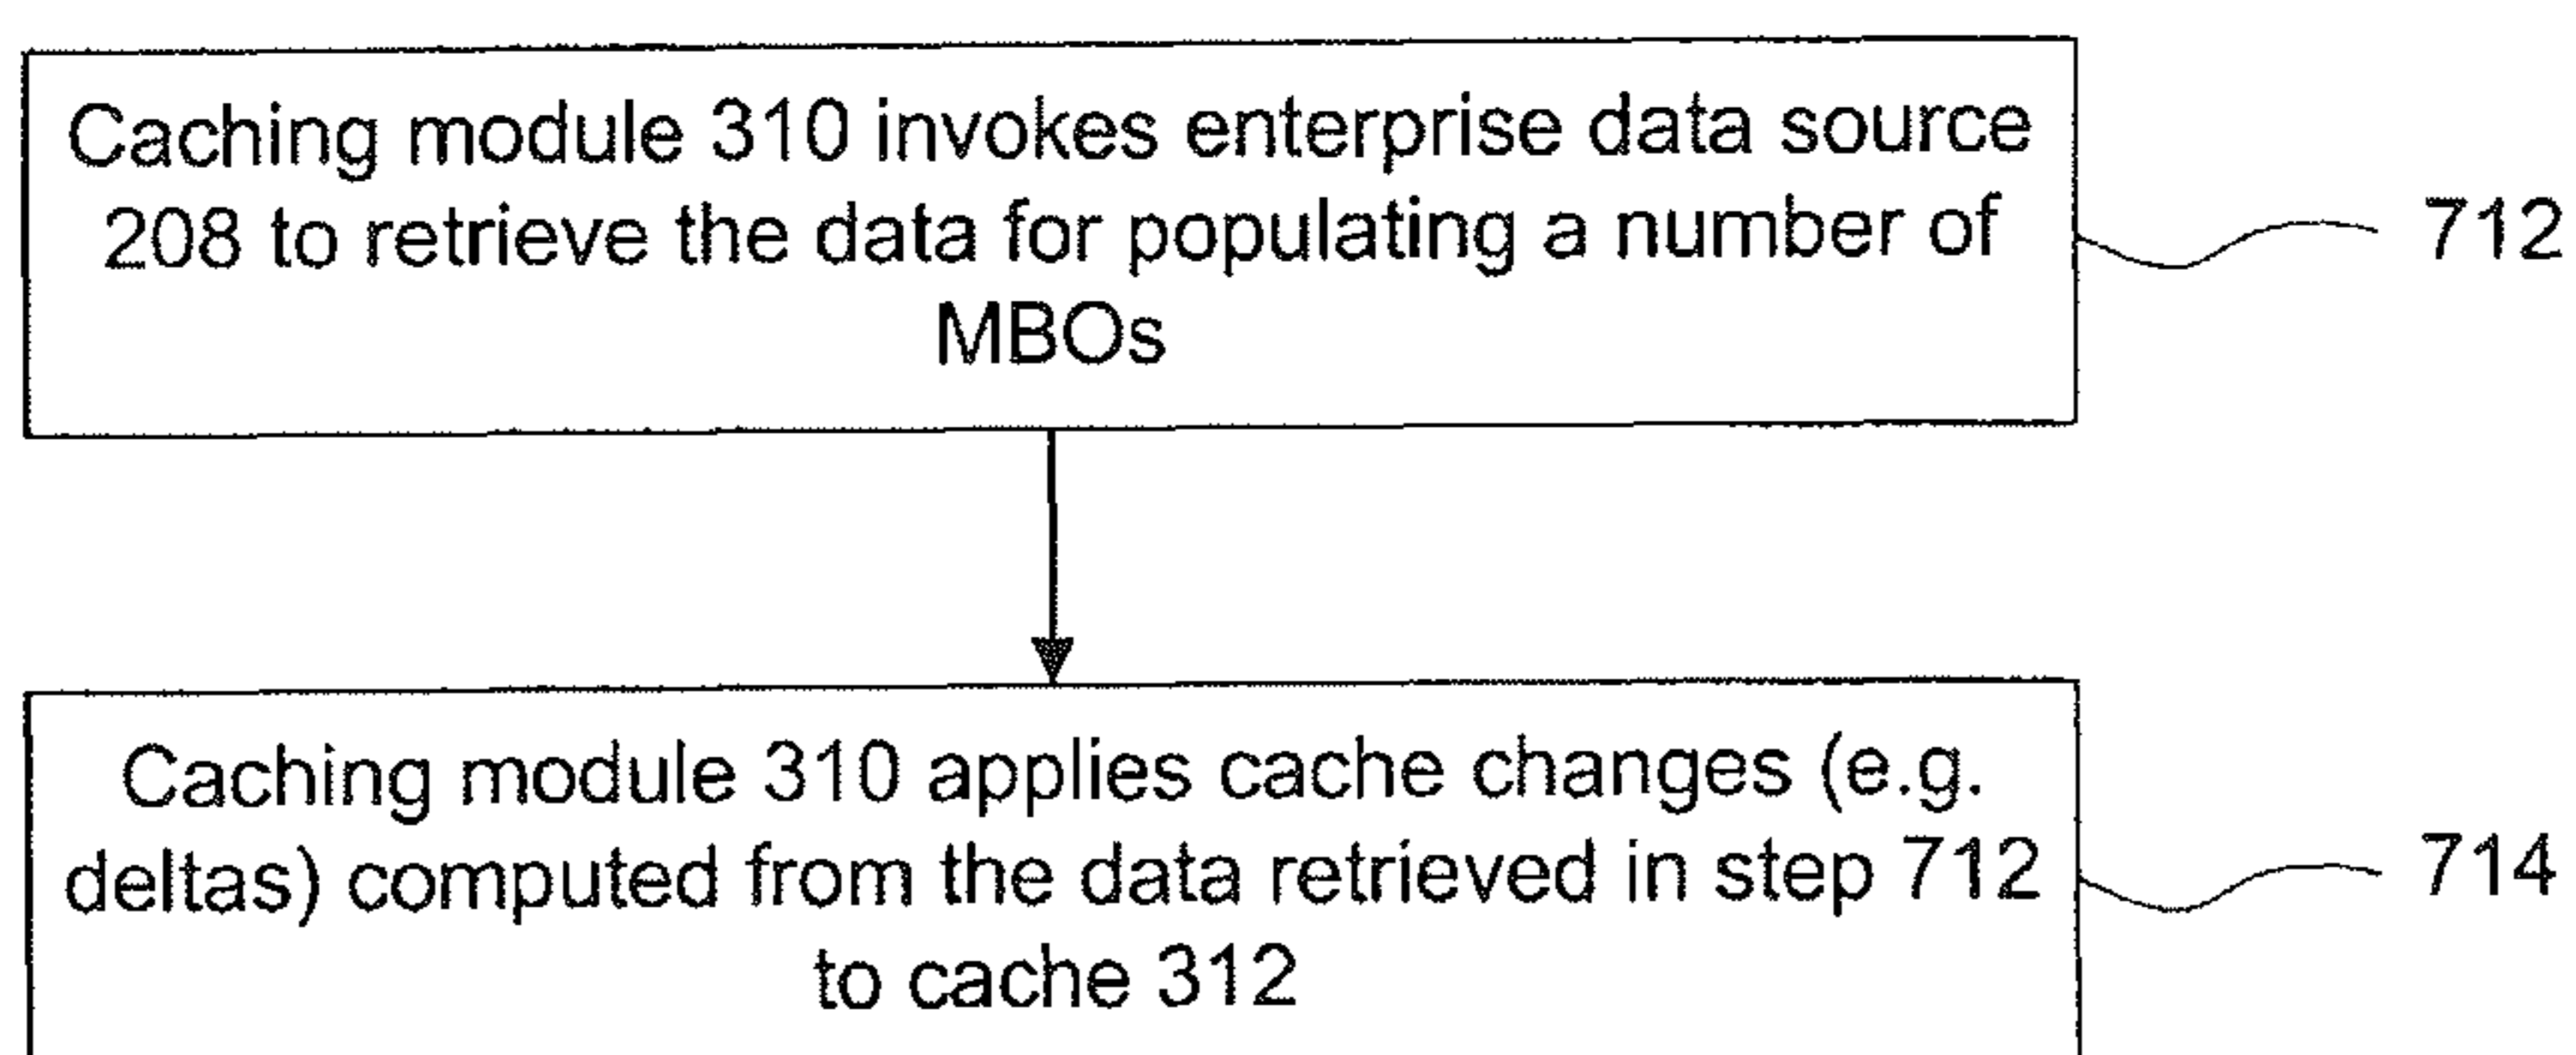 Caching module 310 invokes enterprise data source
208 to retrieve the data for populating a number of
MBOs
712
Caching module 310 applies cache changes (e.g.
deltas) computed from the data retrieved in step 712
to cache 312
714